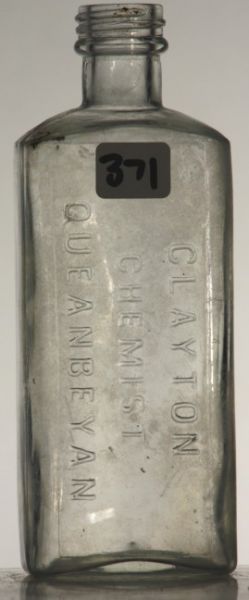 371
CLAYTON
CHEMIST
QUEANBEYAN